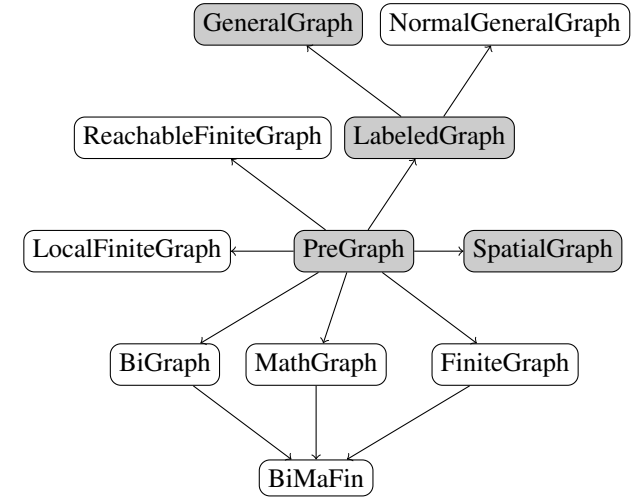 GeneralGraph
NormalGeneralGraph
ReachableFiniteGraph
LabeledGraph
LocalFiniteGraph
PreGraph
SpatialGraph
BiGraph
MathGraph
FiniteGraph
BiMaFin